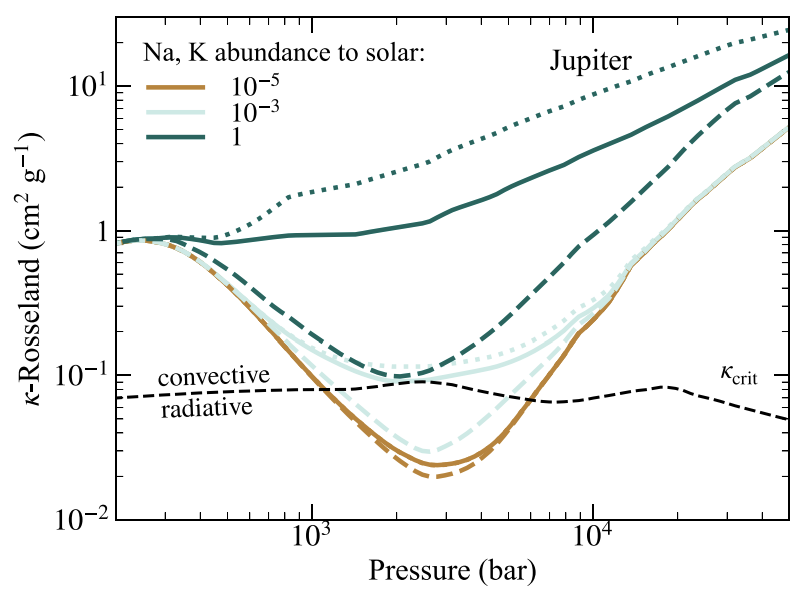 Na, K abundance to solar:
10⁻⁵
10⁻³
1
Jupiter
convective
radiative
κcrit
κ-Rosseland (cm² g⁻¹)
10¹
1
10⁻¹
10⁻²
10³
10⁴
Pressure (bar)